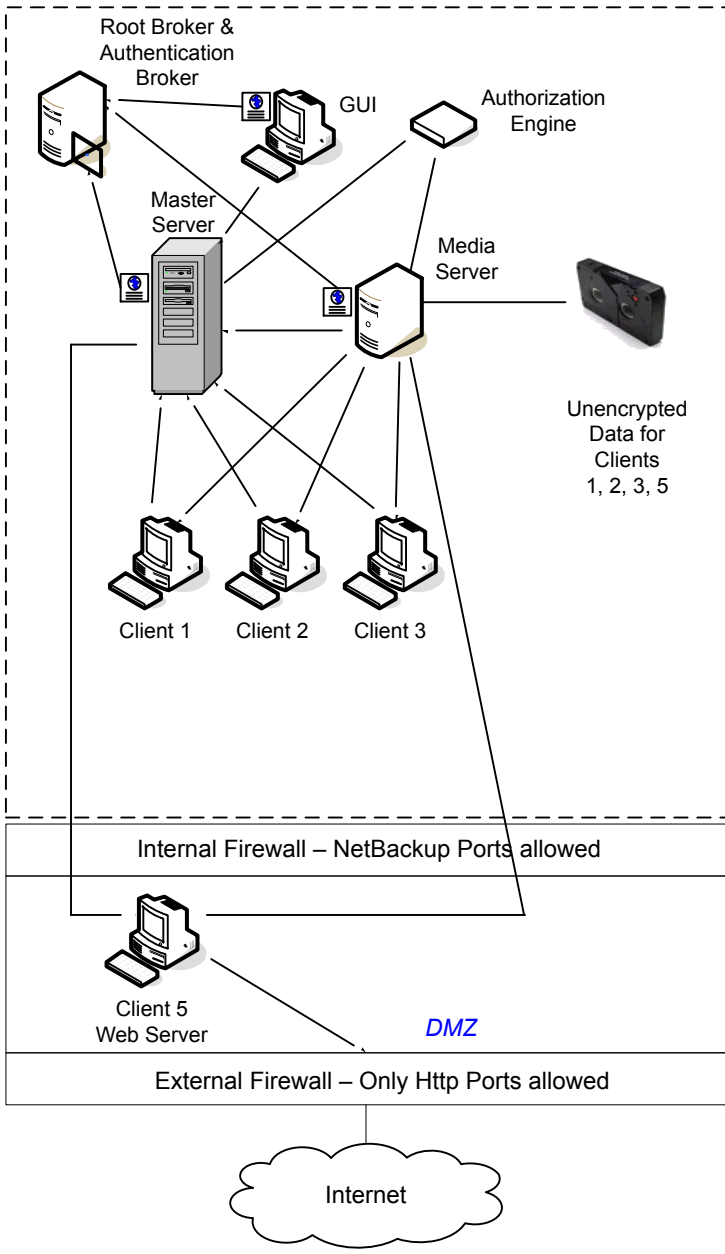 Root Broker &
Authentication
Broker
GUI
Authorization
Engine
Master
Server
Media
Server
Unencrypted
Data for
Clients
1, 2, 3, 5
Client 1
Client 2
Client 3
Internal Firewall – NetBackup Ports allowed
Client 5
Web Server
DMZ
External Firewall – Only Http Ports allowed
Internet